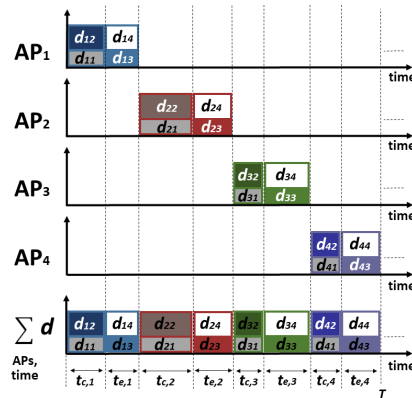 AP1
d12 d14
d11 d13
time
AP2
d22 d24
d21 d23
time
AP3
d32 d34
d31 d33
time
AP4
d42 d44
d41 d43
time
∑ d
APs,
time
d12 d14 d22 d24 d32 d34 d42 d44
d11 d13 d21 d23 d31 d33 d41 d43
time
tc,1 te,1 tc,2 te,2 tc,3 te,3 tc,4 te,4
T